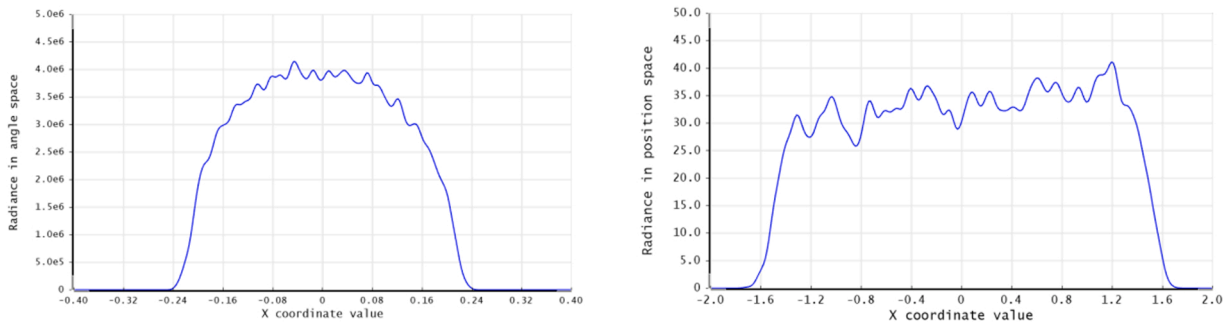 Radiance in angle space
5.0e6
4.5e6
4.0e6
3.5e6
3.0e6
2.5e6
2.0e6
1.5e6
1.0e6
5.0e5
0
-0.40 -0.32 -0.24 -0.16 -0.08 0 0.08 0.16 0.24 0.32 0.40
X coordinate value
Radiance in position space
50.0
45.0
40.0
35.0
30.0
25.0
20.0
15.0
10.0
5.0
0
-2.0 -1.6 -1.2 -0.8 -0.4 0 0.4 0.8 1.2 1.6 2.0
X coordinate value